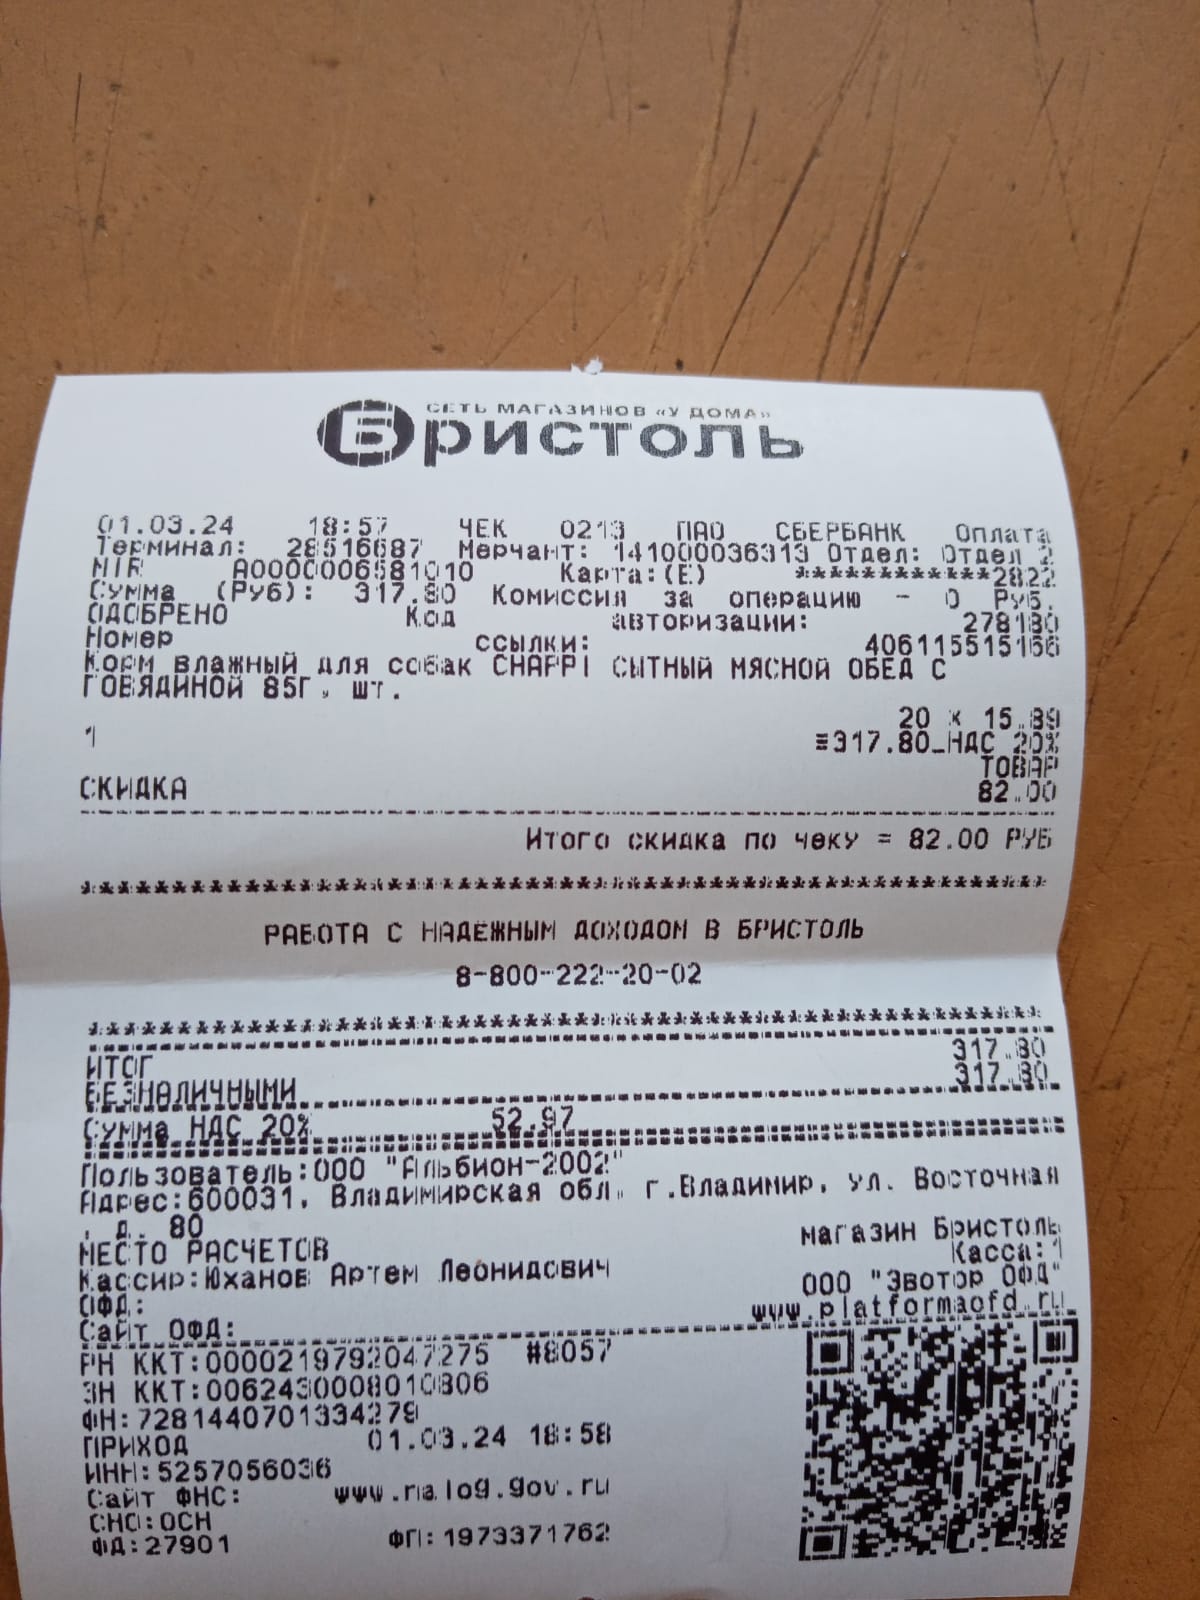 СЕТЬ МАГАЗИНОВ «У ДОМА»
Бристоль
01.03.24 18:57 ЧЕК 0213 ПАО СБЕРБАНК Оплата
Терминал: 28516687 Мерчант: 141000036313 Отдел: Отдел 2
MIR A0000006581010 Карта:(E) ************2822
Сумма (Руб): 317.80 Комиссия за операцию - 0 Руб.
ОДОБРЕНО Код авторизации: 278180
Номер ссылки: 406115515166
Корм влажный для собак CHAPPI СЫТНЫЙ МЯСНОЙ ОБЕД С
ГОВЯДИНОЙ 85Г, шт.
20 * 15.89
1 ≡317.80_НДС 20%
ТОВАР
СКИДКА 82.00
Итого скидка по чеку = 82.00 РУБ
РАБОТА С НАДЕЖНЫМ ДОХОДОМ В БРИСТОЛЬ
8-800-222-20-02
ИТОГ 317.80
БЕЗНАЛИЧНЫМИ 317.80
Сумма НДС 20% 52.97
Пользователь:ООО "Альбион-2002"
Адрес:600031, Владимирская обл, г.Владимир, ул. Восточная
, д. 80
МЕСТО РАСЧЕТОВ магазин Бристоль
Кассир:Юханов Артем Леонидович Касса:1
ОФД: ООО "Эвотор ОФД"
Сайт ОФД: www.platformaofd.ru
РН ККТ:0000219792047275 #8057
ЗН ККТ:0062430008010806
ФН:7281440701334279
ПРИХОД 01.03.24 18:58
ИНН:5257056036
Сайт ФНС: www.nalog.gov.ru
СНО:ОСН
ФД:27901 ФП:1973371762